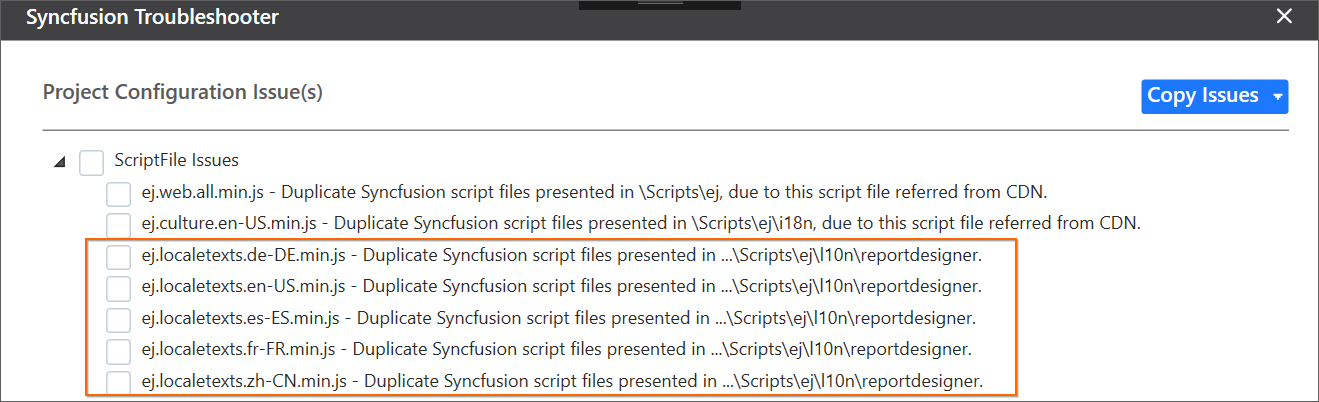 Syncfusion Troubleshooter
Project Configuration Issue(s)
Copy Issues
ScriptFile Issues
ej.web.all.min.js - Duplicate Syncfusion script files presented in \Scripts\ej, due to this script file referred from CDN.
ej.culture.en-US.min.js - Duplicate Syncfusion script files presented in \Scripts\ej\i18n, due to this script file referred from CDN.
ej.localetexts.de-DE.min.js - Duplicate Syncfusion script files presented in ...\Scripts\ej\l10n\reportdesigner.
ej.localetexts.en-US.min.js - Duplicate Syncfusion script files presented in ...\Scripts\ej\l10n\reportdesigner.
ej.localetexts.es-ES.min.js - Duplicate Syncfusion script files presented in ...\Scripts\ej\l10n\reportdesigner.
ej.localetexts.fr-FR.min.js - Duplicate Syncfusion script files presented in ...\Scripts\ej\l10n\reportdesigner.
ej.localetexts.zh-CN.min.js - Duplicate Syncfusion script files presented in ...\Scripts\ej\l10n\reportdesigner.